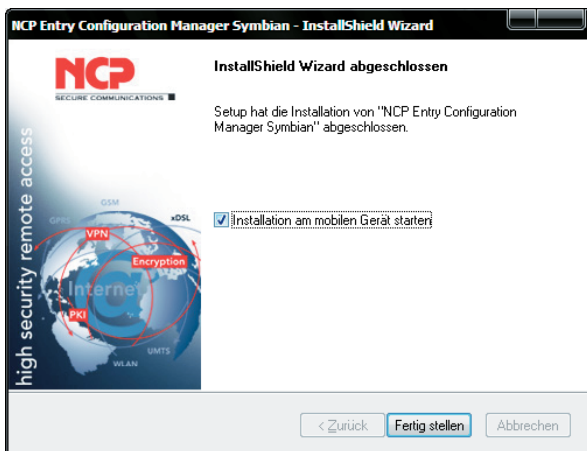 NCP Entry Configuration Manager Symbian - InstallShield Wizard
NCP
SECURE COMMUNICATIONS
InstallShield Wizard abgeschlossen
Setup hat die Installation von "NCP Entry Configuration
Manager Symbian" abgeschlossen.
Installation am mobilen Gerät starten
high security remote access
GSM
GPRS
xDSL
VPN
Encryption
Internet
@
PKI
UMTS
WLAN
< Zurück
Fertig stellen
Abbrechen